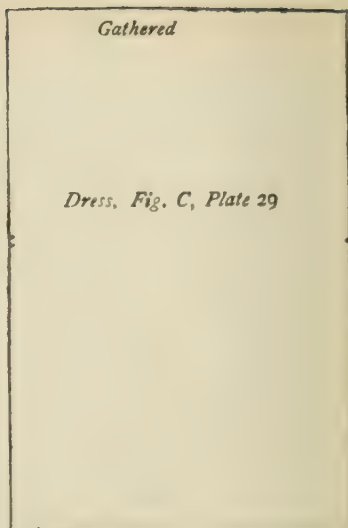 Gathered
Dress, Fig. C, Plate 29